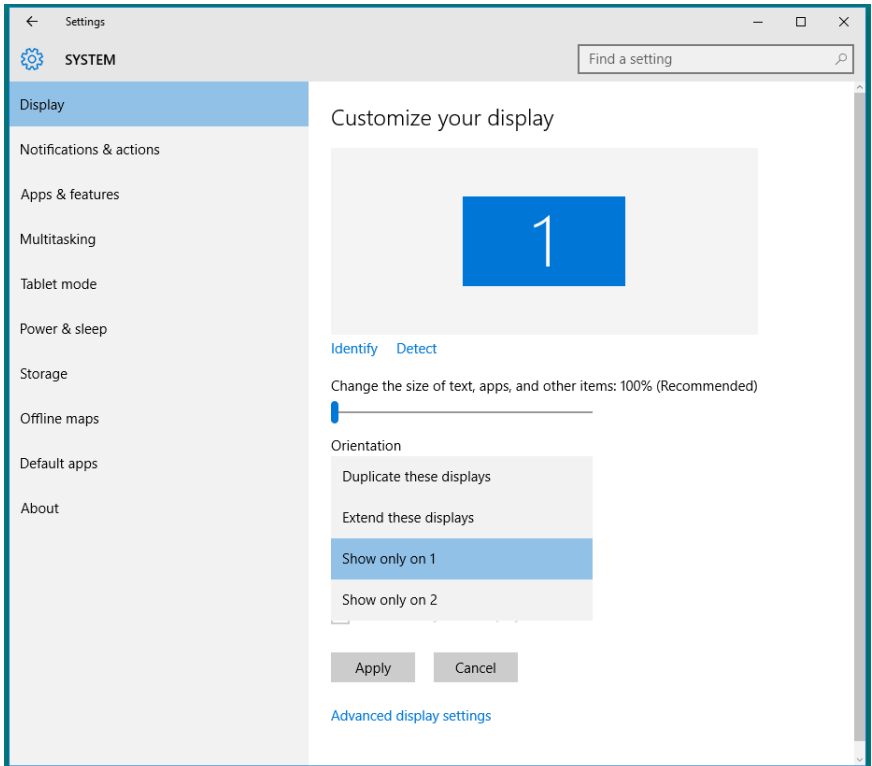 Settings
SYSTEM
Find a setting
Display
Notifications & actions
Apps & features
Multitasking
Tablet mode
Power & sleep
Storage
Offline maps
Default apps
About
Customize your display
1
Identify Detect
Change the size of text, apps, and other items: 100% (Recommended)
Orientation
Duplicate these displays
Extend these displays
Show only on 1
Show only on 2
Apply Cancel
Advanced display settings